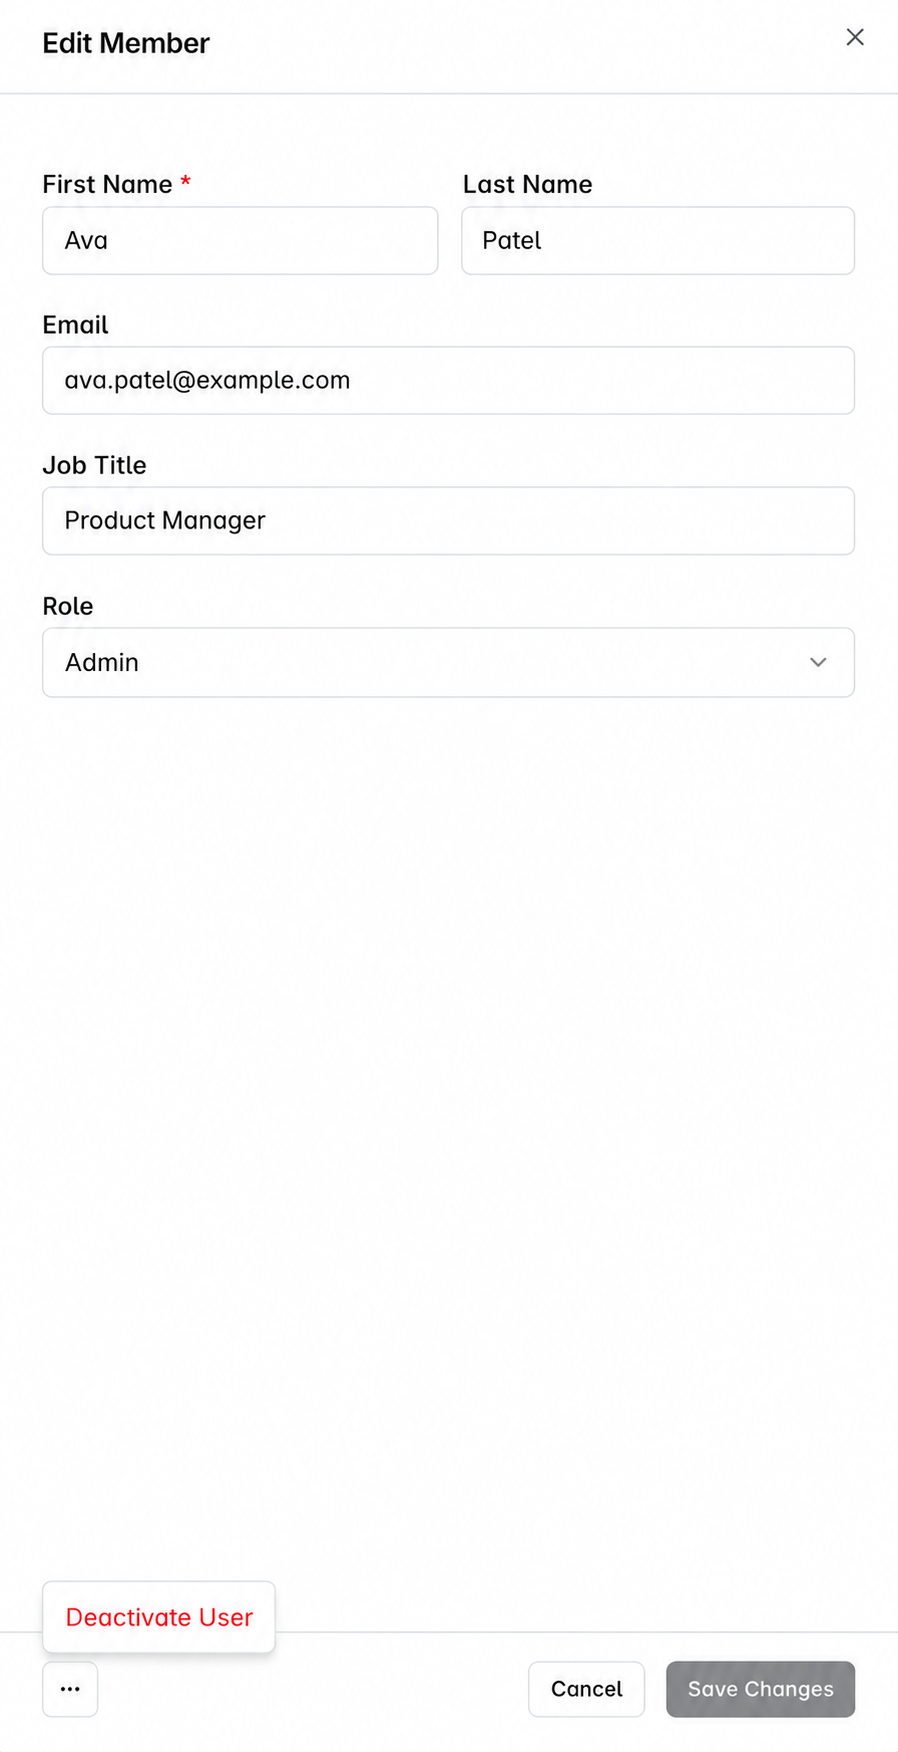 Edit Member
First Name *
Last Name
Ava
Patel
Email
ava.patel@example.com
Job Title
Product Manager
Role
Admin
Deactivate User
...
Cancel
Save Changes